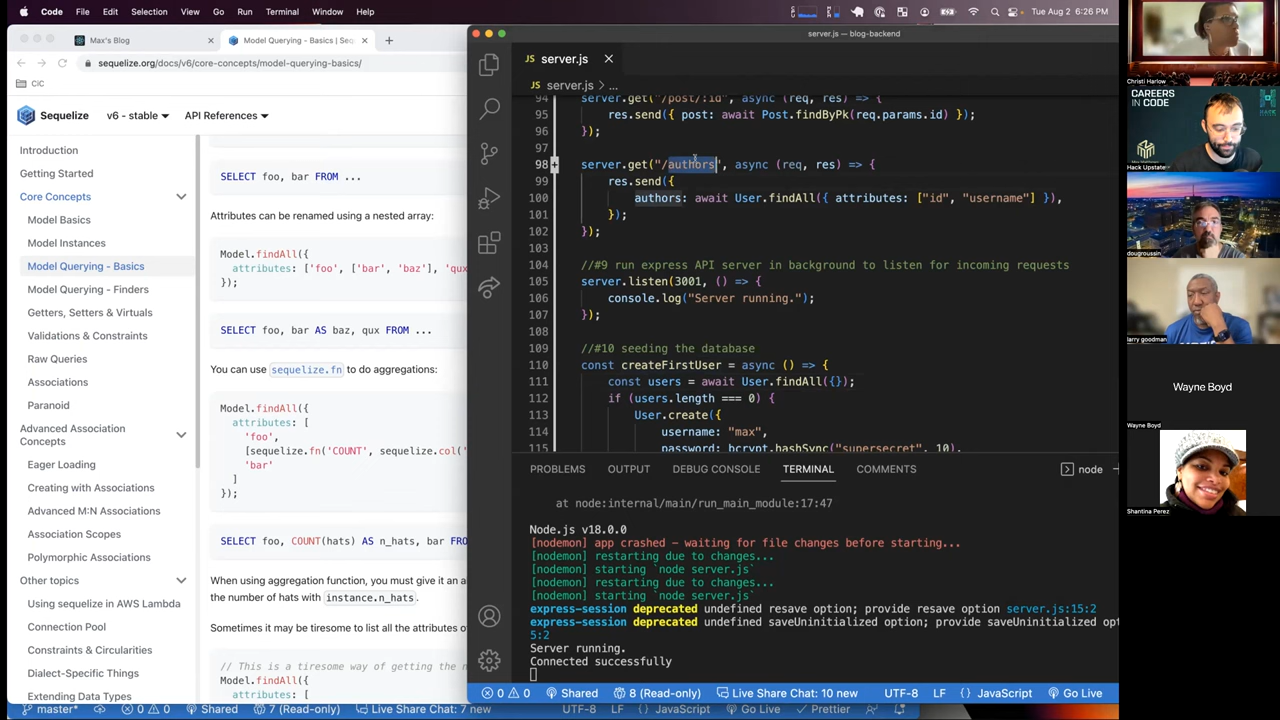 Code File Edit Selection View Go Run Terminal Window Help
Tue Aug 2 6:26 PM
Max's Blog
Model Querying - Basics | Seq
sequelize.org/docs/v6/core-concepts/model-querying-basics/
CiC
Sequelize
v6 - stable
API References
Introduction
Getting Started
Core Concepts
Model Basics
Model Instances
Model Querying - Basics
Model Querying - Finders
Getters, Setters & Virtuals
Validations & Constraints
Raw Queries
Associations
Paranoid
Advanced Association Concepts
Eager Loading
Creating with Associations
Advanced M:N Associations
Association Scopes
Polymorphic Associations
Other topics
Using sequelize in AWS Lambda
Connection Pool
Constraints & Circularities
Dialect-Specific Things
Extending Data Types
SELECT foo, bar FROM ...
Attributes can be renamed using a nested array:
Model.findAll({
attributes: ['foo', ['bar', 'baz'], 'qux
});
SELECT foo, bar AS baz, qux FROM ...
You can use sequelize.fn to do aggregations:
Model.findAll({
attributes: [
'foo',
[sequelize.fn('COUNT', sequelize.col('
'bar'
]
});
SELECT foo, COUNT(hats) AS n_hats, bar FRO
When using aggregation function, you must give it an a
the number of hats with instance.n_hats.
Sometimes it may be tiresome to list all the attributes of
// This is a tiresome way of getting the n
Model.findAll({
attributes: [
master*
0 0
Shared
7 (Read-only)
Live Share Chat: 7 new
UTF-8
LF
JavaScript
Go Live
Prettier
server.js — blog-backend
server.js
server.js > ...
94 server.get("/post/:id", async (req, res) => {
95 res.send({ post: await Post.findByPk(req.params.id) });
96 });
97
98 server.get("/authors", async (req, res) => {
99 res.send({
100 authors: await User.findAll({ attributes: ["id", "username"] }),
101 });
102 });
103
104 //#9 run express API server in background to listen for incoming requests
105 server.listen(3001, () => {
106 console.log("Server running.");
107 });
108
109 //#10 seeding the database
110 const createFirstUser = async () => {
111 const users = await User.findAll({});
112 if (users.length === 0) {
113 User.create({
114 username: "max",
115 password: bcrypt.hashSync("supersecret", 10),
PROBLEMS OUTPUT DEBUG CONSOLE TERMINAL COMMENTS
node
at node:internal/main/run_main_module:17:47
Node.js v18.0.0
[nodemon] app crashed - waiting for file changes before starting...
[nodemon] restarting due to changes...
[nodemon] starting `node server.js`
[nodemon] restarting due to changes...
[nodemon] starting `node server.js`
express-session deprecated undefined resave option; provide resave option server.js:15:2
express-session deprecated undefined saveUninitialized option; provide saveUninitialized opt
5:2
Server running.
Connected successfully
0 0
Shared
8 (Read-only)
Live Share Chat: 10 new
UTF-8
LF
{} JavaScript
Go Live
Christi Harlow
CAREERS
IN CODE
dougroussin
larry goodman
Wayne Boyd
Wayne Boyd
Shantina Perez